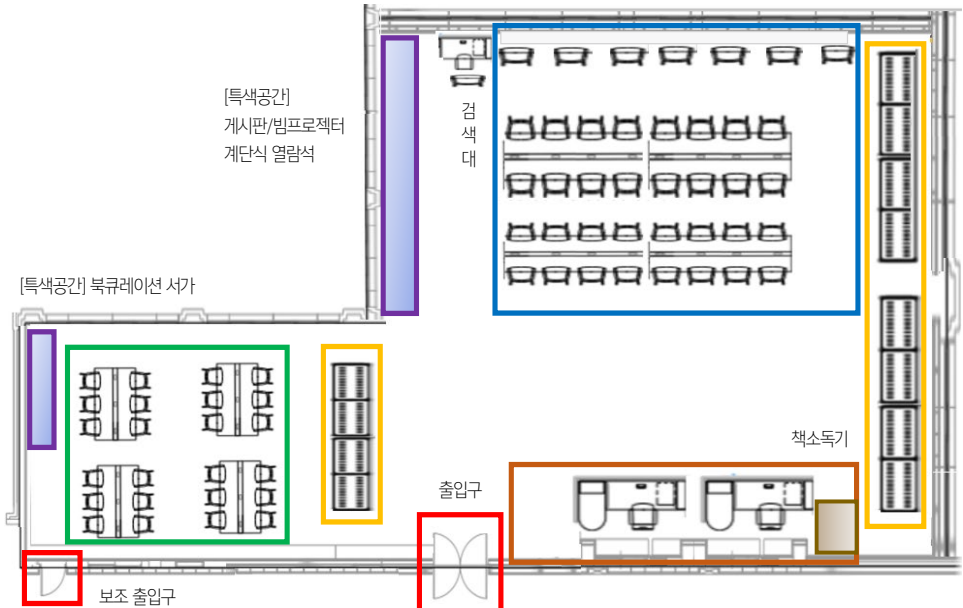 [특색공간]
게시판/빔프로젝터
계단식 열람석
검
색
대
[특색공간] 북큐레이션 서가
책소독기
출입구
보조 출입구